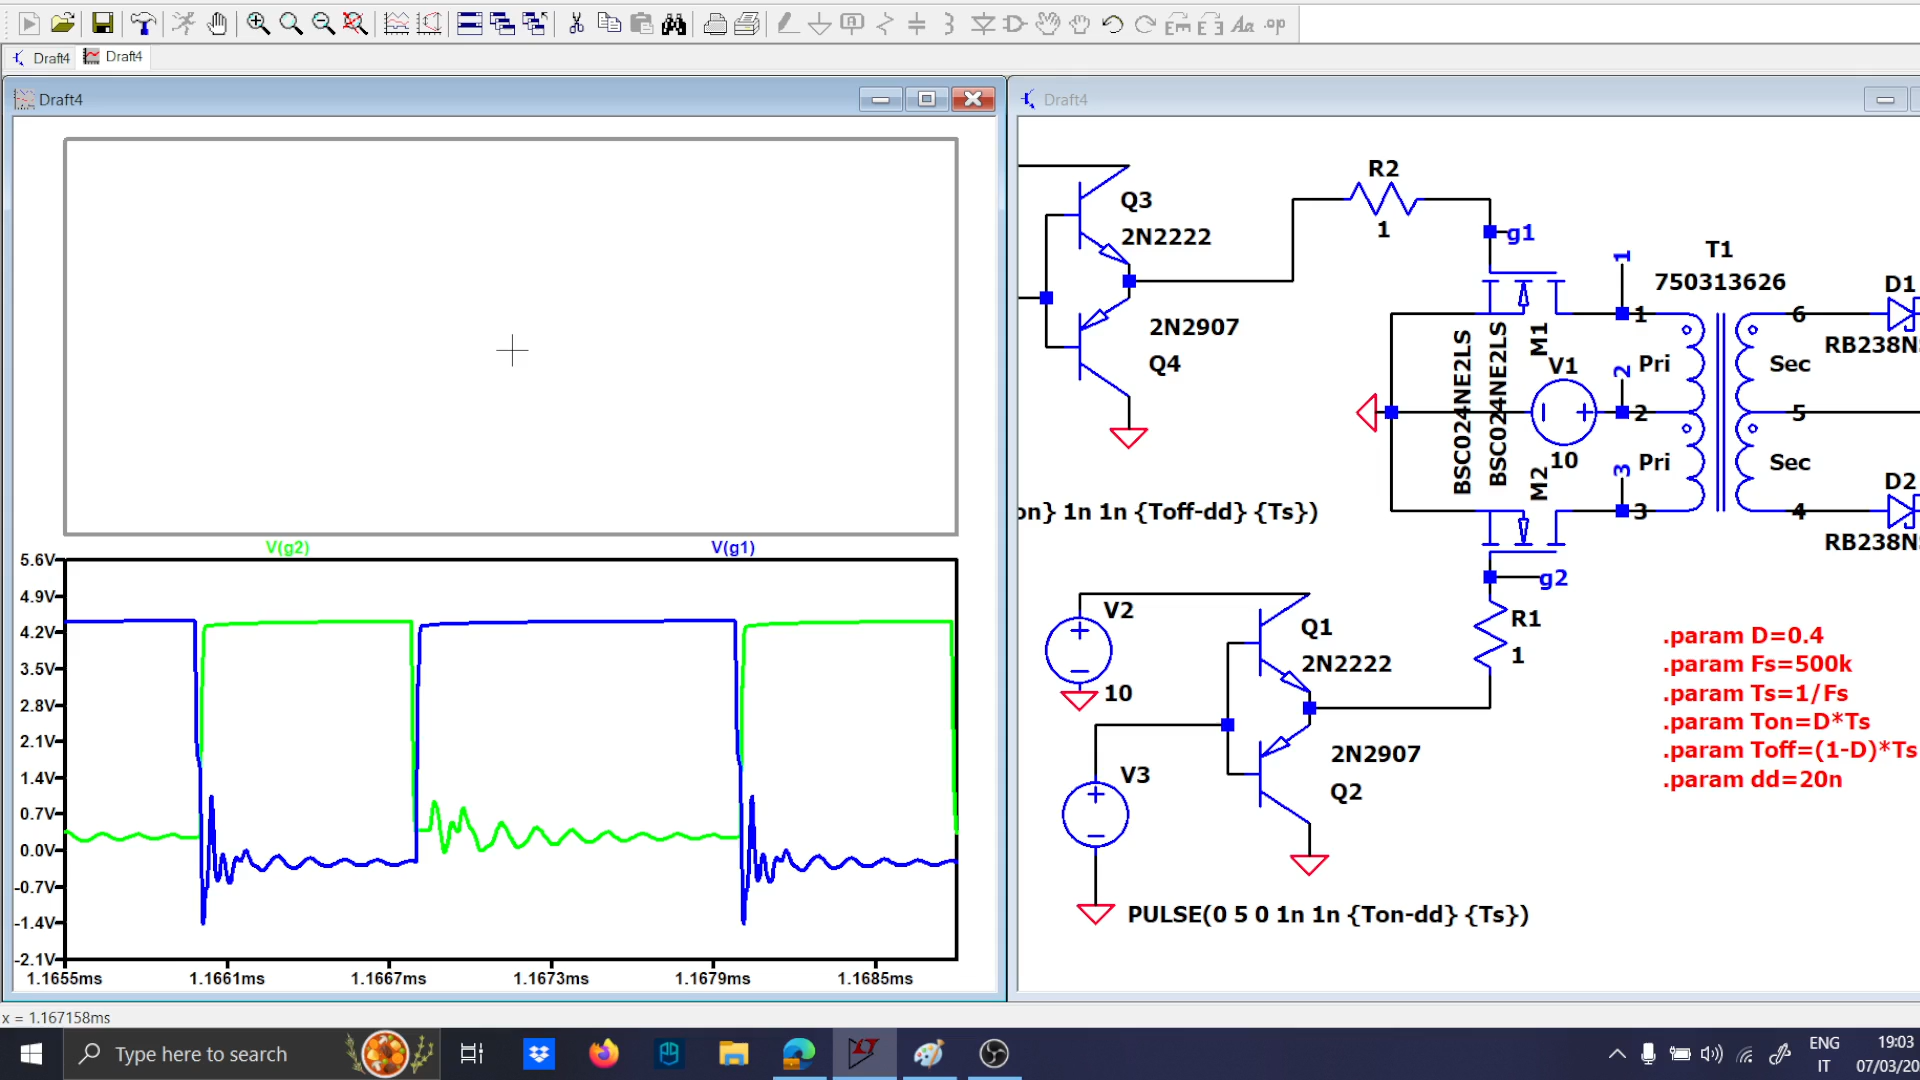 Draft4
Draft4
Draft4
Draft4
V(g2)
V(g1)
5.6V
4.9V
4.2V
3.5V
2.8V
2.1V
1.4V
0.7V
0.0V
-0.7V
-1.4V
-2.1V
1.1655ms
1.1661ms
1.1667ms
1.1673ms
1.1679ms
1.1685ms
Q3
2N2222
2N2907
Q4
R2
1
g1
M1
BSC024NE2LS
BSC024NE2LS
M2
V1
10
1
2
3
T1
750313626
1
2
3
Pri
Pri
Sec
Sec
6
5
4
D1
RB238NS
D2
RB238NS
on} 1n 1n {Toff-dd} {Ts})
g2
R1
1
V2
10
V3
Q1
2N2222
2N2907
Q2
PULSE(0 5 0 1n 1n {Ton-dd} {Ts})
.param D=0.4
.param Fs=500k
.param Ts=1/Fs
.param Ton=D*Ts
.param Toff=(1-D)*Ts
.param dd=20n
x = 1.167158ms
Type here to search
ENG
IT
19:03
07/03/20